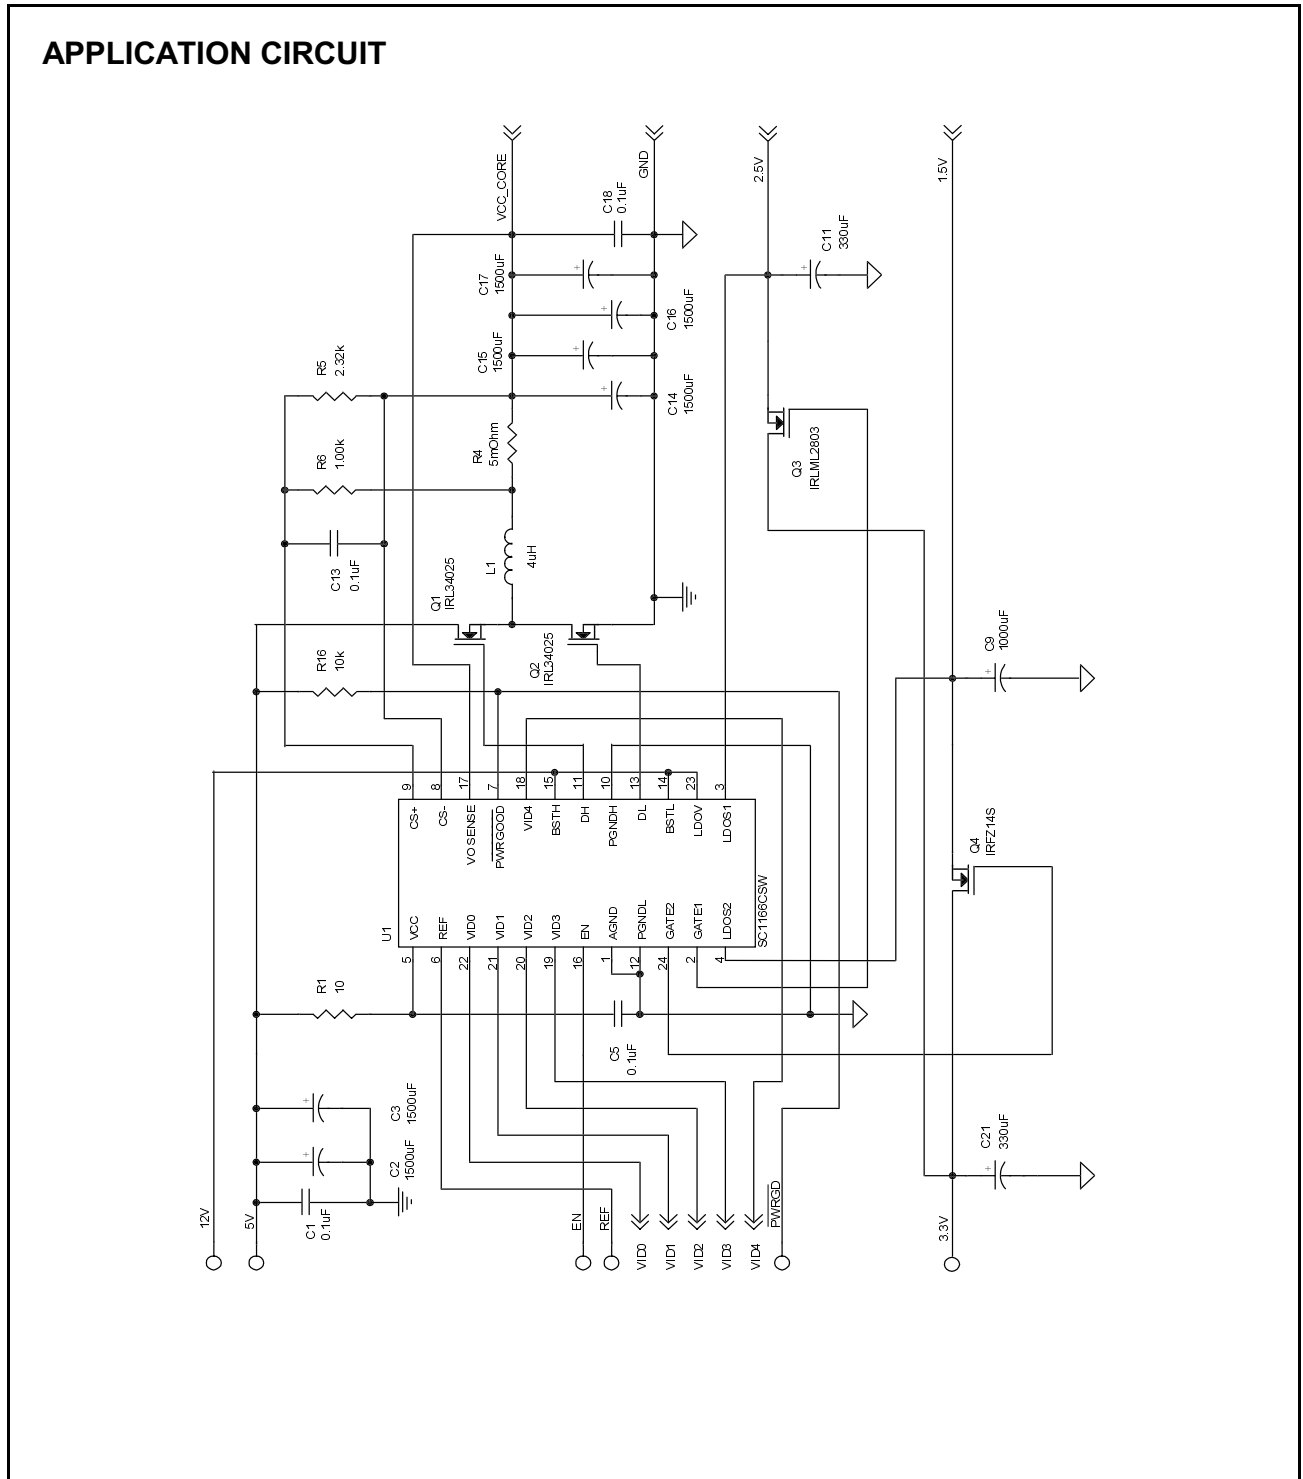 APPLICATION CIRCUIT
VCC_CORE
GND
2.5V
1.5V
C18
0.1uF
C11
330uF
C17
1500uF
C16
1500uF
C15
1500uF
C14
1500uF
R5
2.32k
R6
1.00k
R4
5mOhm
C13
0.1uF
L1
4uH
Q3
IRLML2803
Q1
IRL34025
Q2
IRL34025
R16
10k
C9
1000uF
9
8
17
7
18
15
11
10
13
14
23
3
CS+
CS-
VO SENSE
PWRGOOD
VID4
BSTH
DH
PGNDH
DL
BSTL
LDOV
LDOS1
Q4
IRFZ14S
U1
VCC
REF
VID0
VID1
VID2
VID3
EN
AGND
PGNDL
GATE2
GATE1
LDOS2
SC1166CSW
5
6
22
21
20
19
16
1
12
24
2
4
R1
10
C5
0.1uF
C3
1500uF
C2
1500uF
C1
0.1uF
C21
330uF
12V
5V
EN
REF
VID0
VID1
VID2
VID3
VID4
PWRGD
3.3V